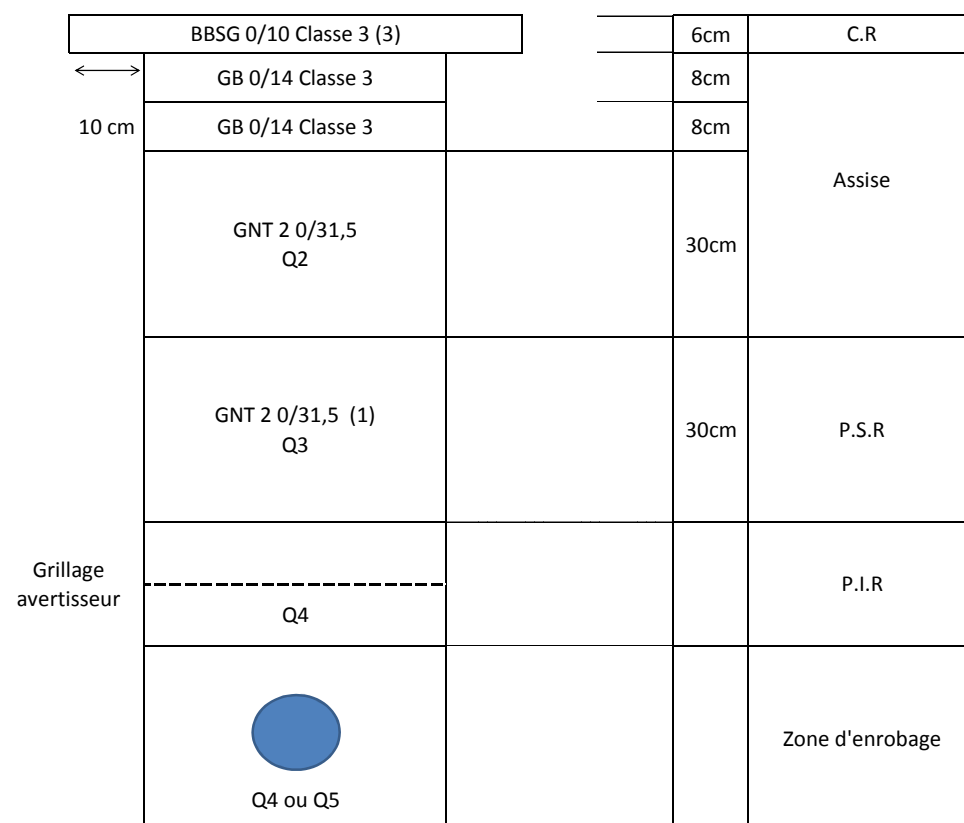 BBSG 0/10 Classe 3 (3) 6cm C.R
GB 0/14 Classe 3 8cm
10 cm GB 0/14 Classe 3 8cm
Assise
GNT 2 0/31,5
Q2
30cm
GNT 2 0/31,5 (1)
Q3
30cm P.S.R
Grillage
avertisseur
P.I.R
Q4
Zone d'enrobage
Q4 ou Q5